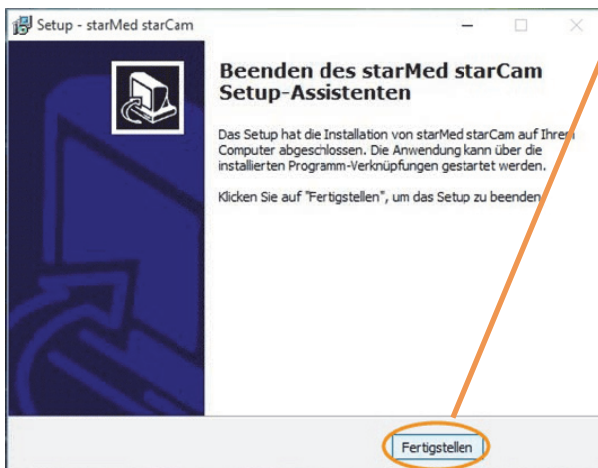 Setup - starMed starCam
Beenden des starMed starCam
Setup-Assistenten
Das Setup hat die Installation von starMed starCam auf Ihrem
Computer abgeschlossen. Die Anwendung kann über die
installierten Programm-Verknüpfungen gestartet werden.
Klicken Sie auf "Fertigstellen", um das Setup zu beenden.
Fertigstellen